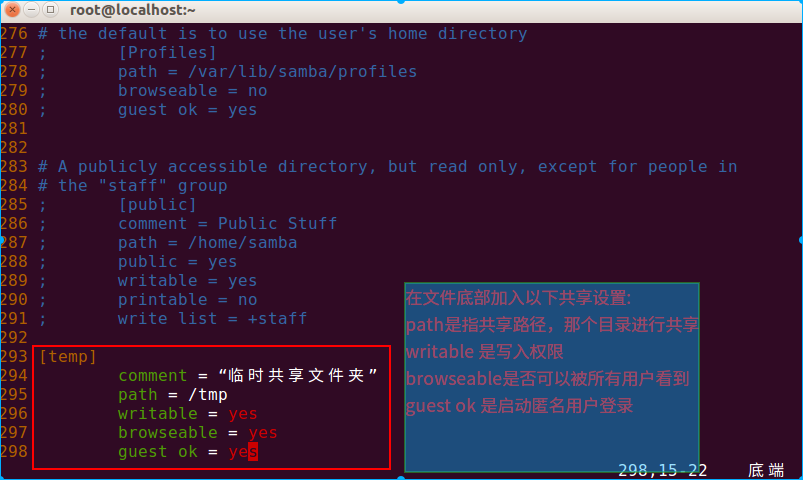 root@localhost:~
276 # the default is to use the user's home directory
277 ;       [Profiles]
278 ;       path = /var/lib/samba/profiles
279 ;       browseable = no
280 ;       guest ok = yes
281
282
283 # A publicly accessible directory, but read only, except for people in
284 # the "staff" group
285 ;       [public]
286 ;       comment = Public Stuff
287 ;       path = /home/samba
288 ;       public = yes
289 ;       writable = yes
290 ;       printable = no
291 ;       write list = +staff
292
293 [temp]
294         comment = “临时共享文件夹”
295         path = /tmp
296         writable = yes
297         browseable = yes
298         guest ok = yes
在文件底部加入以下共享设置:
path是指共享路径，那个目录进行共享
writable 是写入权限
browseable是否可以被所有用户看到
guest ok 是启动匿名用户登录
298,15-22    底端